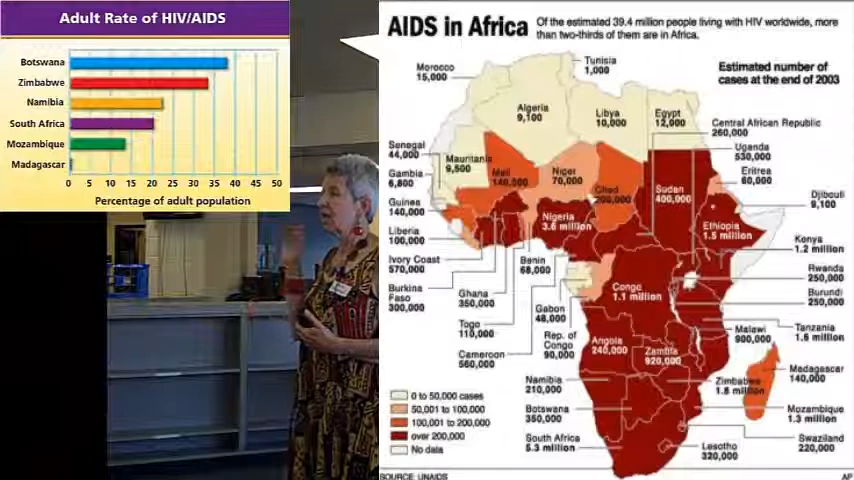 Adult Rate of HIV/AIDS
Botswana
Zimbabwe
Namibia
South Africa
Mozambique
Madagascar
0 5 10 15 20 25 30 35 40 45 50
Percentage of adult population
AIDS in Africa
Of the estimated 39.4 million people living with HIV worldwide, more
than two-thirds of them are in Africa.
Estimated number of
cases at the end of 2003
Morocco
15,000
Tunisia
1,000
Algeria
9,100
Libya
10,000
Egypt
12,000
Central African Republic
260,000
Uganda
530,000
Eritrea
60,000
Djibouti
9,100
Senegal
44,000
Mauritania
9,500
Mali
140,000
Niger
70,000
Chad
200,000
Sudan
400,000
Gambia
6,800
Guinea
140,000
Nigeria
3.6 million
Ethiopia
1.5 million
Liberia
100,000
Kenya
1.2 million
Ivory Coast
570,000
Benin
68,000
Rwanda
250,000
Burkina
Faso
300,000
Ghana
350,000
Congo
1.1 million
Burundi
250,000
Togo
110,000
Gabon
48,000
Malawi
900,000
Tanzania
1.6 million
Cameroon
560,000
Rep. of
Congo
90,000
Angola
240,000
Zambia
920,000
Madagascar
140,000
Namibia
210,000
Zimbabwe
1.8 million
Botswana
350,000
Mozambique
1.3 million
South Africa
5.3 million
Lesotho
320,000
Swaziland
220,000
0 to 50,000 cases
50,001 to 100,000
100,001 to 200,000
over 200,000
No data
SOURCE: UNAIDS
AP